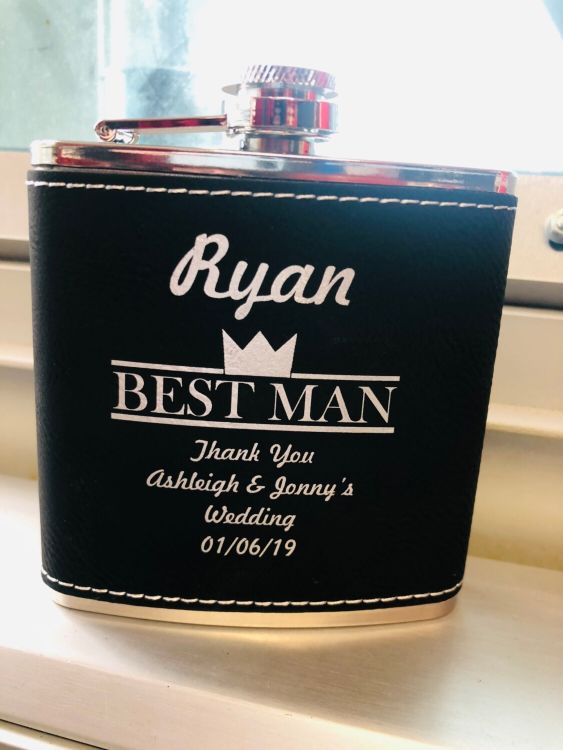 Ryan
BEST MAN
Thank You
Ashleigh & Jonny's
Wedding
01/06/19